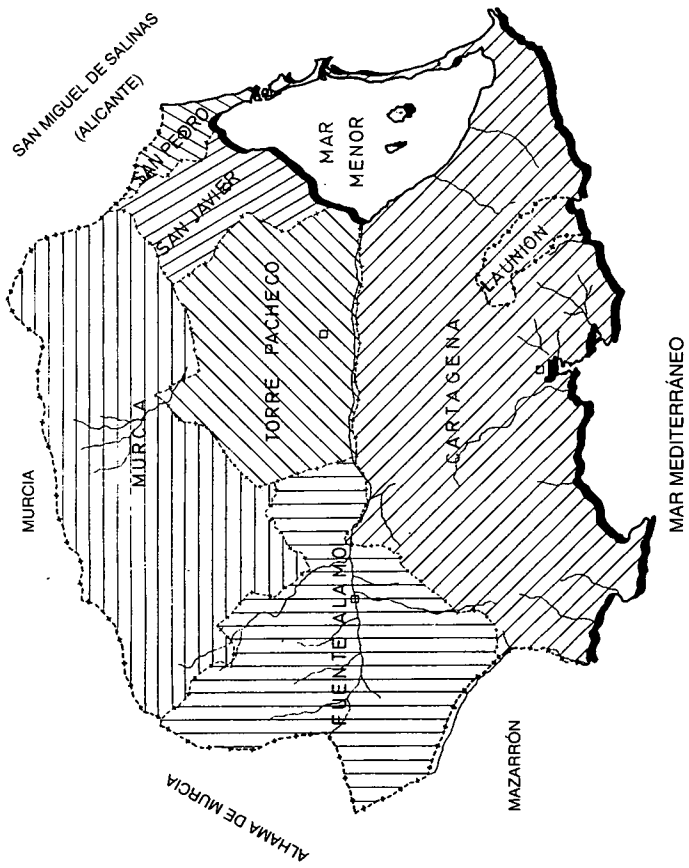 SAN MIGUEL DE SALINAS
(ALICANTE)
SAN PEDRO
SAN JAVIER
MAR
MENOR
MURCIA
MURCIA
TORRE PACHECO
LA UNION
CARTAGENA
FUENTE ALAMO
ALHAMA DE MURCIA
MAZARRÓN
MAR MEDITERRÁNEO